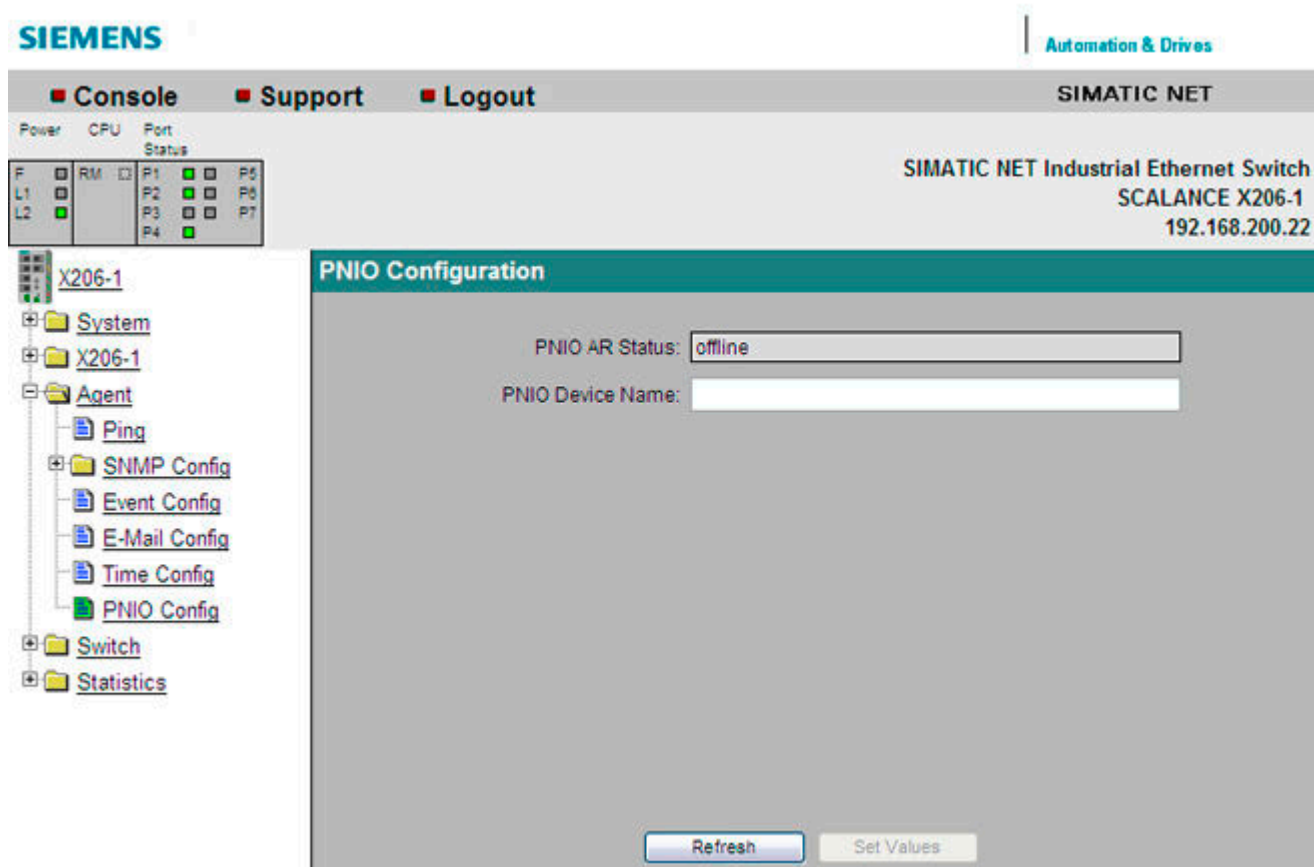 SIEMENS
Automation & Drives
Console Support Logout SIMATIC NET
Power CPU Port Status
F RM P1 P5
L1 P2 P6
L2 P3 P7
P4
SIMATIC NET Industrial Ethernet Switch
SCALANCE X206-1
192.168.200.22
X206-1
System
X206-1
Agent
Ping
SNMP Config
Event Config
E-Mail Config
Time Config
PNIO Config
Switch
Statistics
PNIO Configuration
PNIO AR Status: offline
PNIO Device Name:
Refresh Set Values